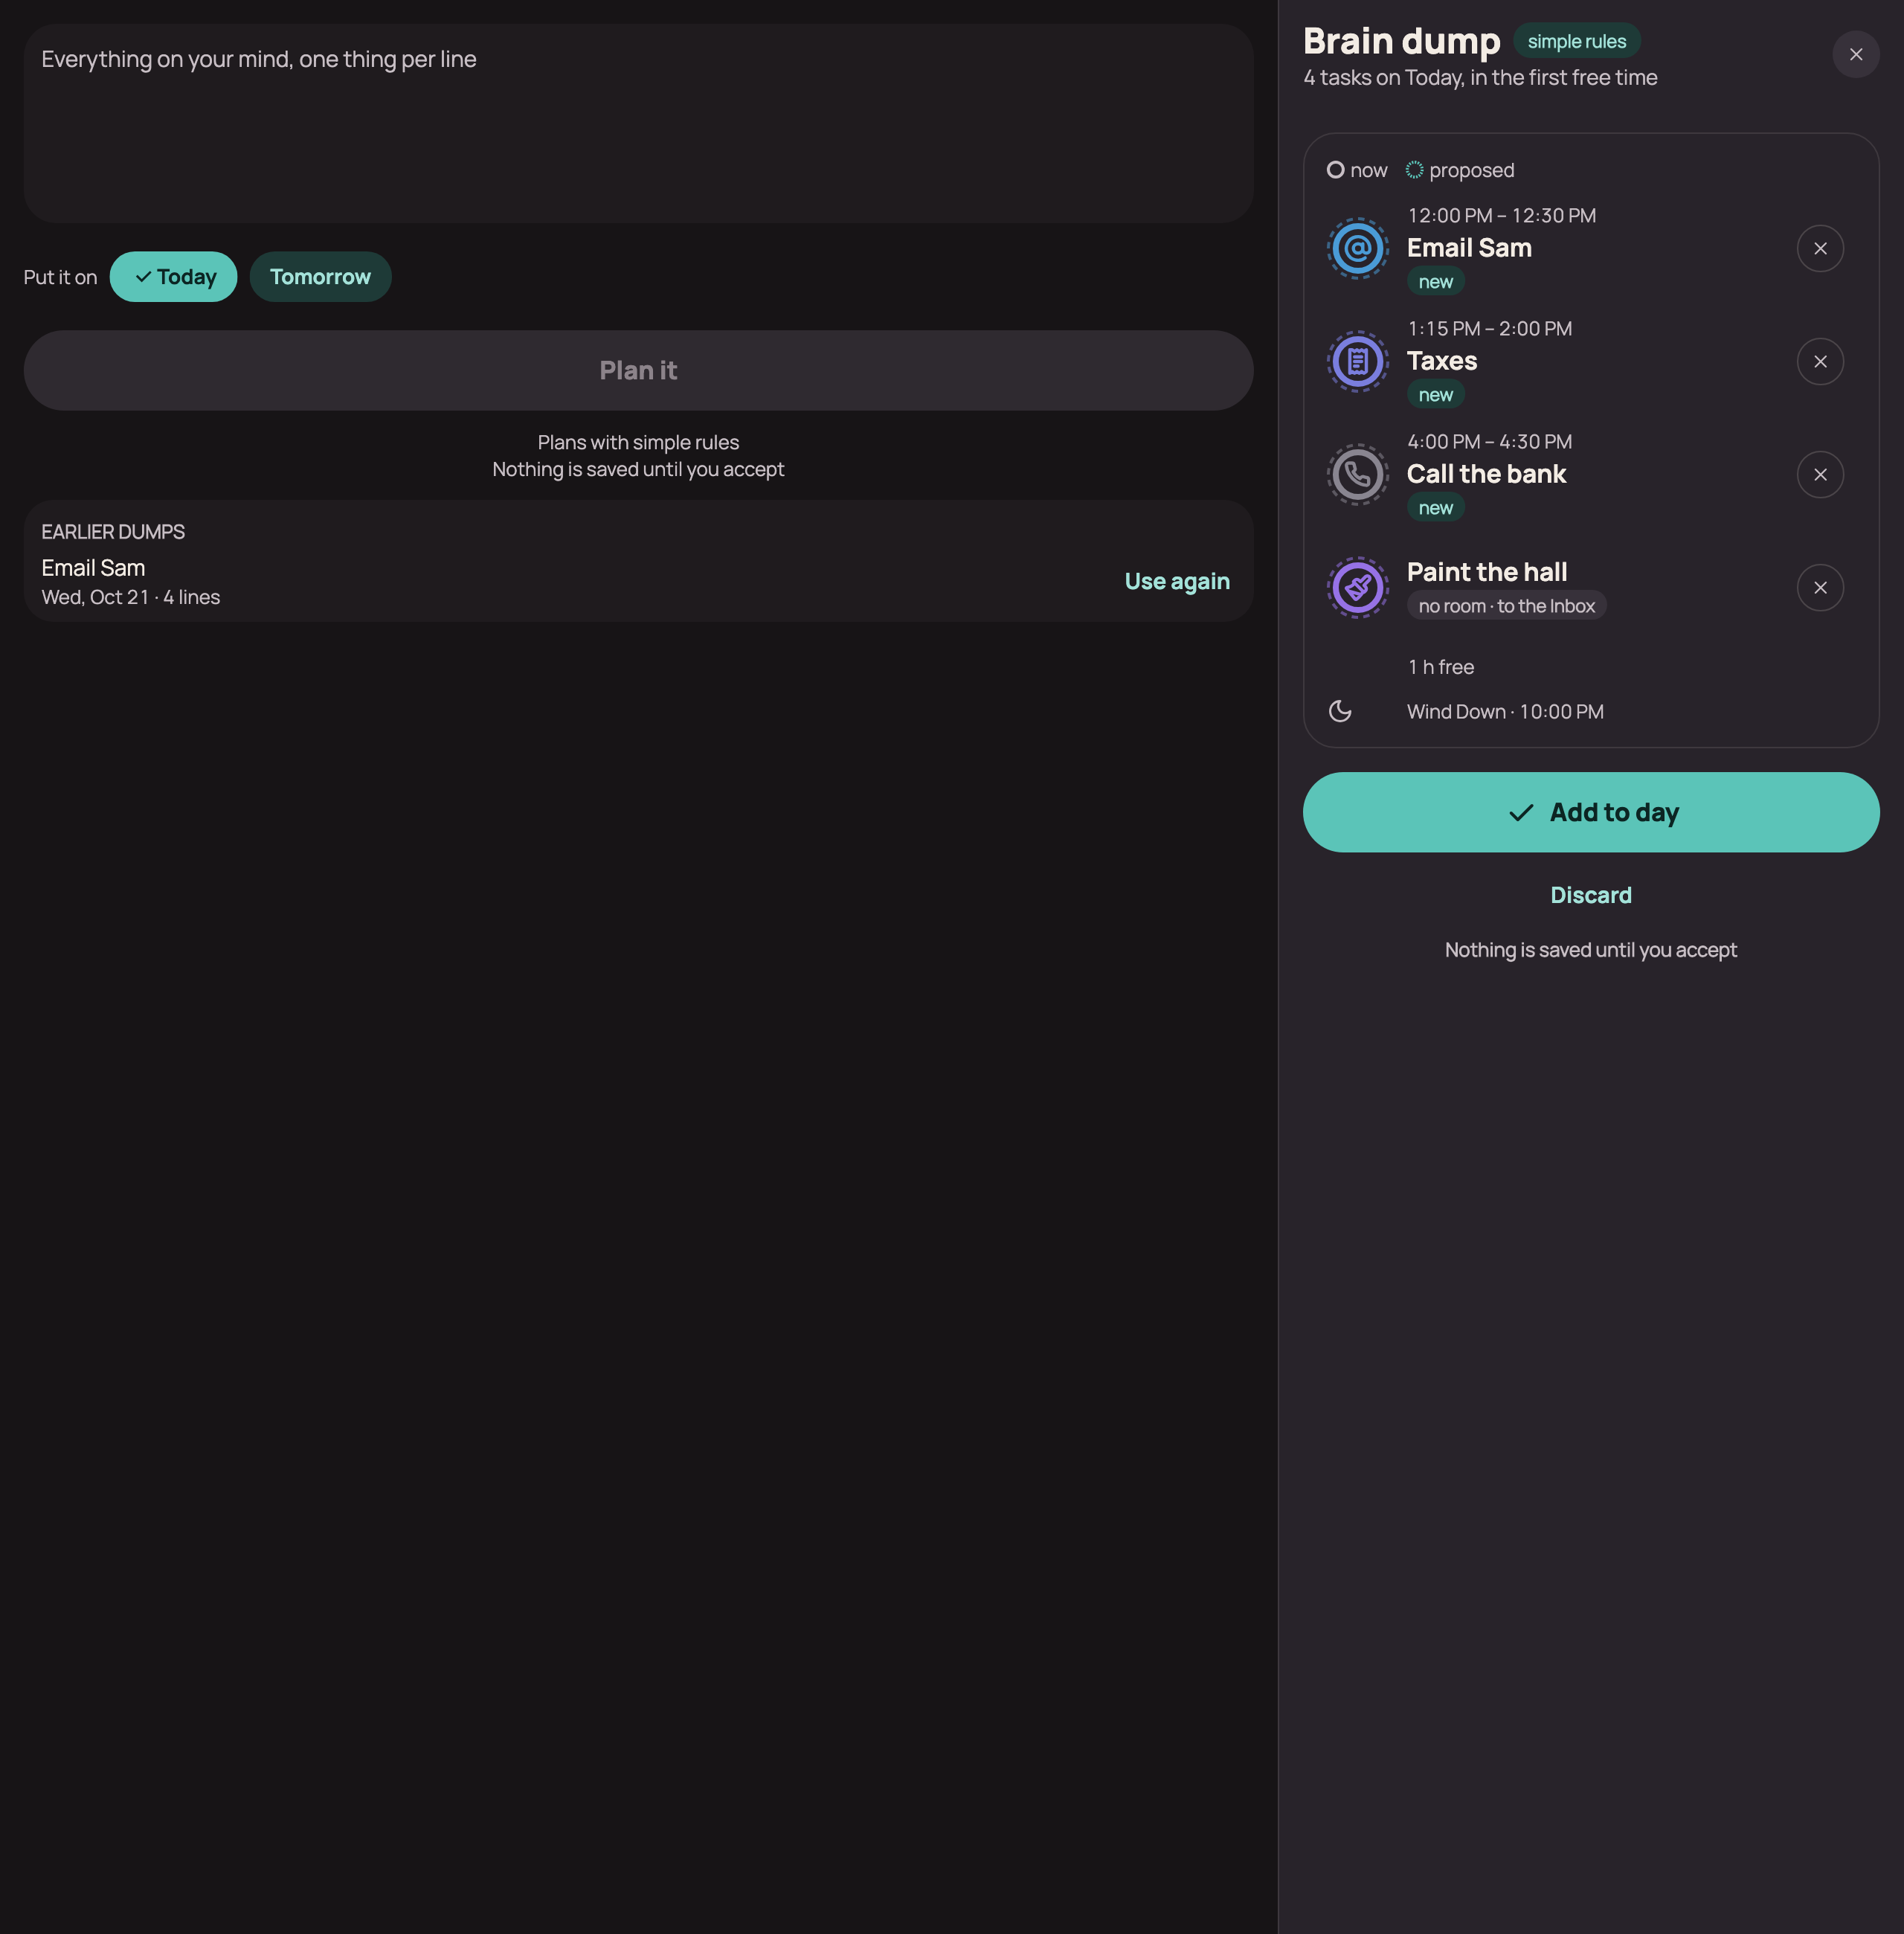 Everything on your mind, one thing per line
Put it on
Today
Tomorrow
Plan it
Plans with simple rules
Nothing is saved until you accept
EARLIER DUMPS
Email Sam
Wed, Oct 21 · 4 lines
Use again
Brain dump
simple rules
4 tasks on Today, in the first free time
now
proposed
12:00 PM – 12:30 PM
Email Sam
new
1:15 PM – 2:00 PM
Taxes
new
4:00 PM – 4:30 PM
Call the bank
new
Paint the hall
no room · to the Inbox
1 h free
Wind Down · 10:00 PM
Add to day
Discard
Nothing is saved until you accept